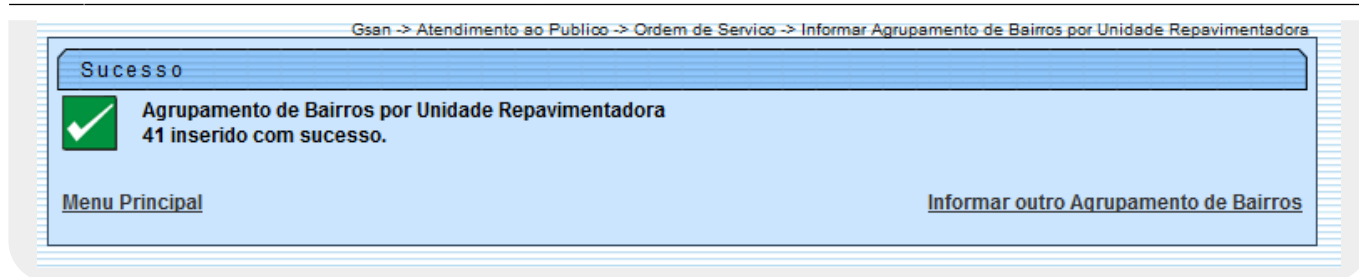 Gsan -> Atendimento ao Publico -> Ordem de Servico -> Informar Agrupamento de Bairros por Unidade Repavimentadora
Sucesso
Agrupamento de Bairros por Unidade Repavimentadora
41 inserido com sucesso.
Menu Principal
Informar outro Agrupamento de Bairros